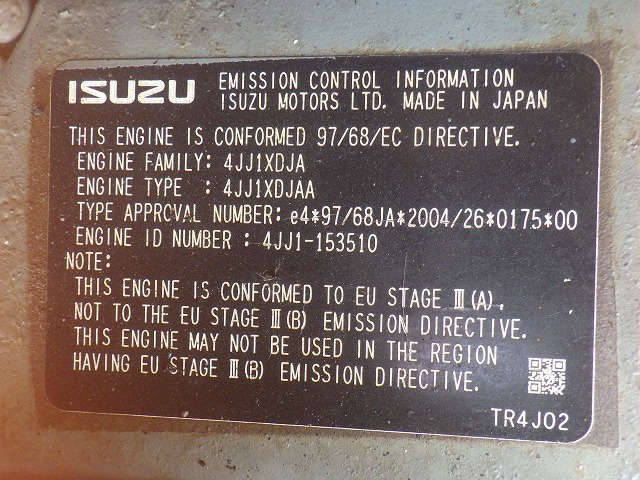 ISUZU EMISSION CONTROL INFORMATION
ISUZU MOTORS LTD. MADE IN JAPAN
THIS ENGINE IS CONFORMED 97/68/EC DIRECTIVE.
ENGINE FAMILY: 4JJ1XDJA
ENGINE TYPE : 4JJ1XDJAA
TYPE APPROVAL NUMBER: e4*97/68JA*2004/26*0175*00
ENGINE ID NUMBER : 4JJ1-153510
NOTE:
THIS ENGINE IS CONFORMED TO EU STAGE Ⅲ(A),
NOT TO THE EU STAGE Ⅲ(B) EMISSION DIRECTIVE.
THIS ENGINE MAY NOT BE USED IN THE REGION
HAVING EU STAGE Ⅲ(B) EMISSION DIRECTIVE.
TR4J02